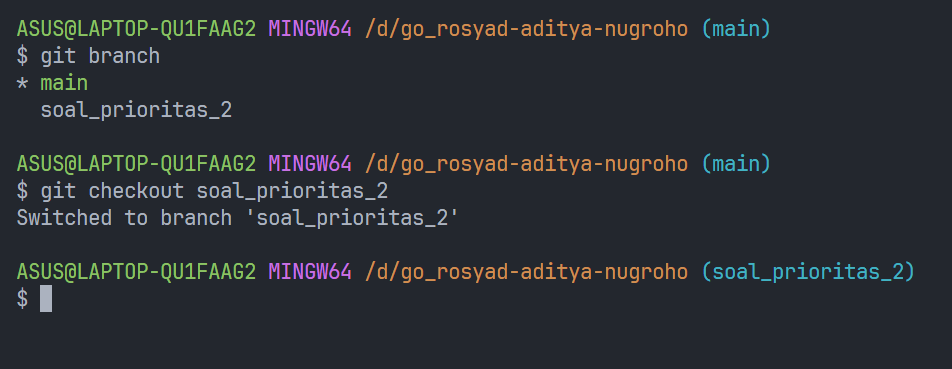 ASUS@LAPTOP-QU1FAAG2 MINGW64 /d/go_rosyad-aditya-nugroho (main)
$ git branch
* main
  soal_prioritas_2

ASUS@LAPTOP-QU1FAAG2 MINGW64 /d/go_rosyad-aditya-nugroho (main)
$ git checkout soal_prioritas_2
Switched to branch 'soal_prioritas_2'

ASUS@LAPTOP-QU1FAAG2 MINGW64 /d/go_rosyad-aditya-nugroho (soal_prioritas_2)
$